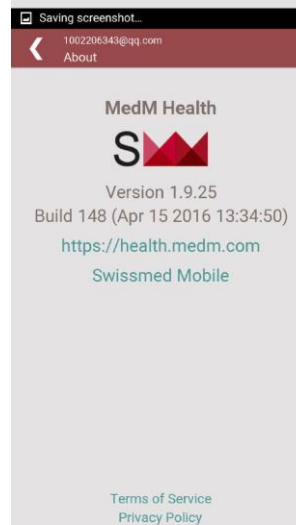 Saving screenshot...
1002206343@qq.com
About
MedM Health
S
Version 1.9.25
Build 148 (Apr 15 2016 13:34:50)
https://health.medm.com
Swissmed Mobile
Terms of Service
Privacy Policy